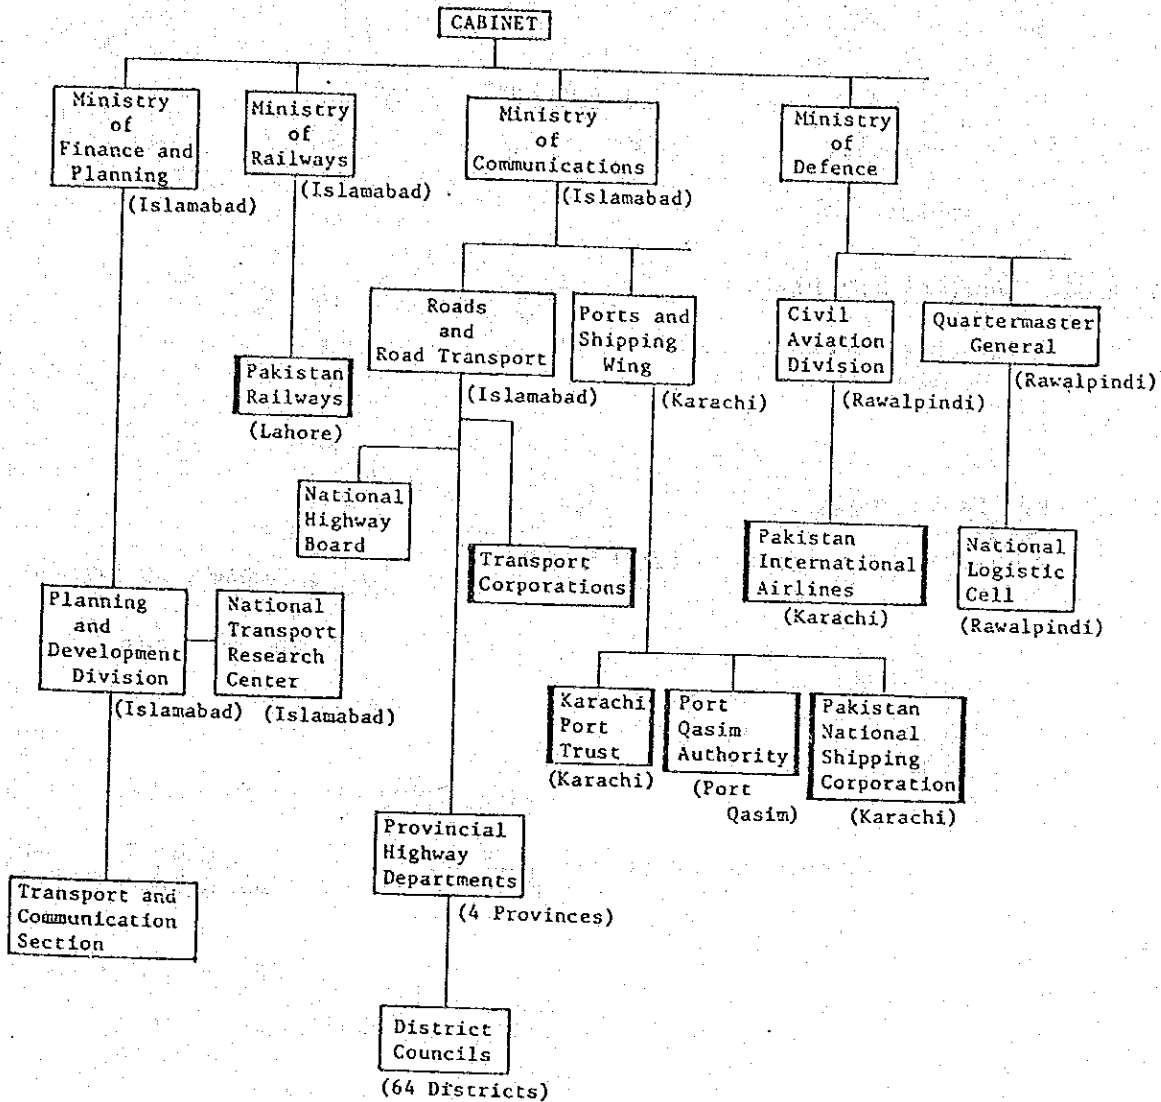 CABINET
Ministry
of
Finance and
Planning
(Islamabad)
Ministry
of
Railways
(Islamabad)
Ministry
of
Communications
(Islamabad)
Ministry
of
Defence
Roads
and
Road Transport
(Islamabad)
Ports and
Shipping
Wing
(Karachi)
Civil
Aviation
Division
(Rawalpindi)
Quartermaster
General
(Rawalpindi)
Pakistan
Railways
(Lahore)
National
Highway
Board
Transport
Corporations
Pakistan
International
Airlines
(Karachi)
National
Logistic
Cell
(Rawalpindi)
Planning
and
Development
Division
(Islamabad)
National
Transport
Research
Center
(Islamabad)
Karachi
Port
Trust
(Karachi)
Port
Qasim
Authority
(Port
Qasim)
Pakistan
National
Shipping
Corporation
(Karachi)
Provincial
Highway
Departments
(4 Provinces)
Transport and
Communication
Section
District
Councils
(64 Districts)